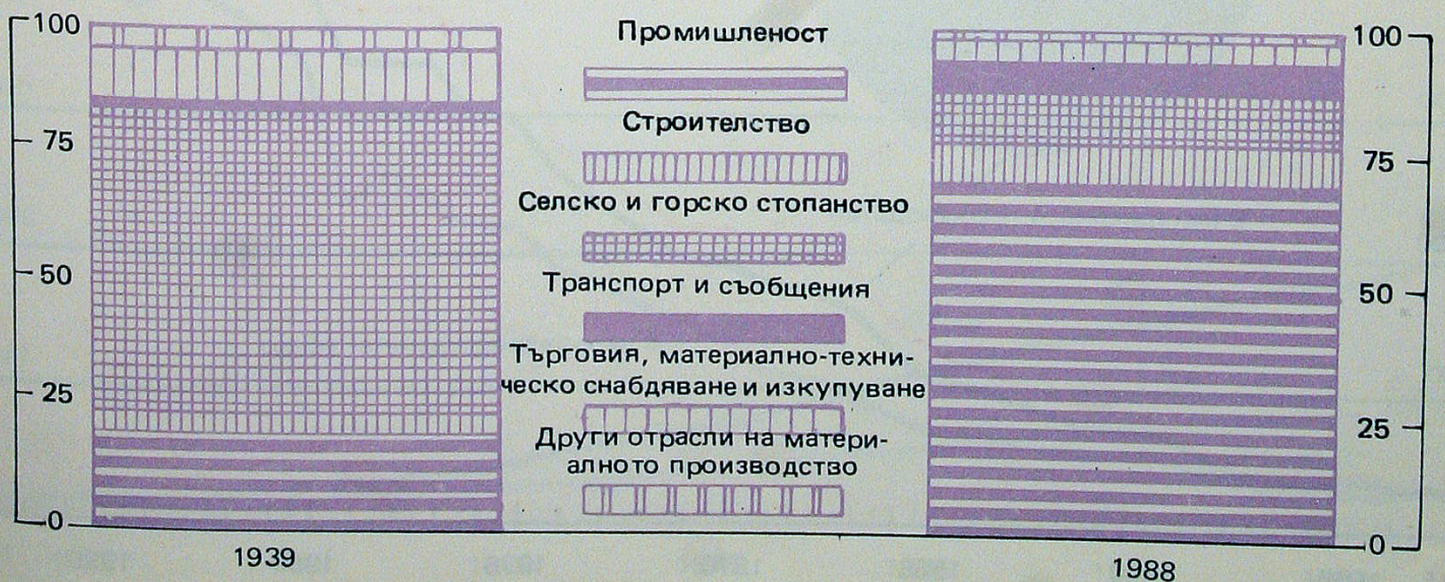 100
75
50
25
0
1939
Промишленост
Строителство
Селско и горско стопанство
Транспорт и съобщения
Търговия, материално-техни-
ческо снабдяване и изкупуване
Други отрасли на матери-
алното производство
100
75
50
25
0
1988